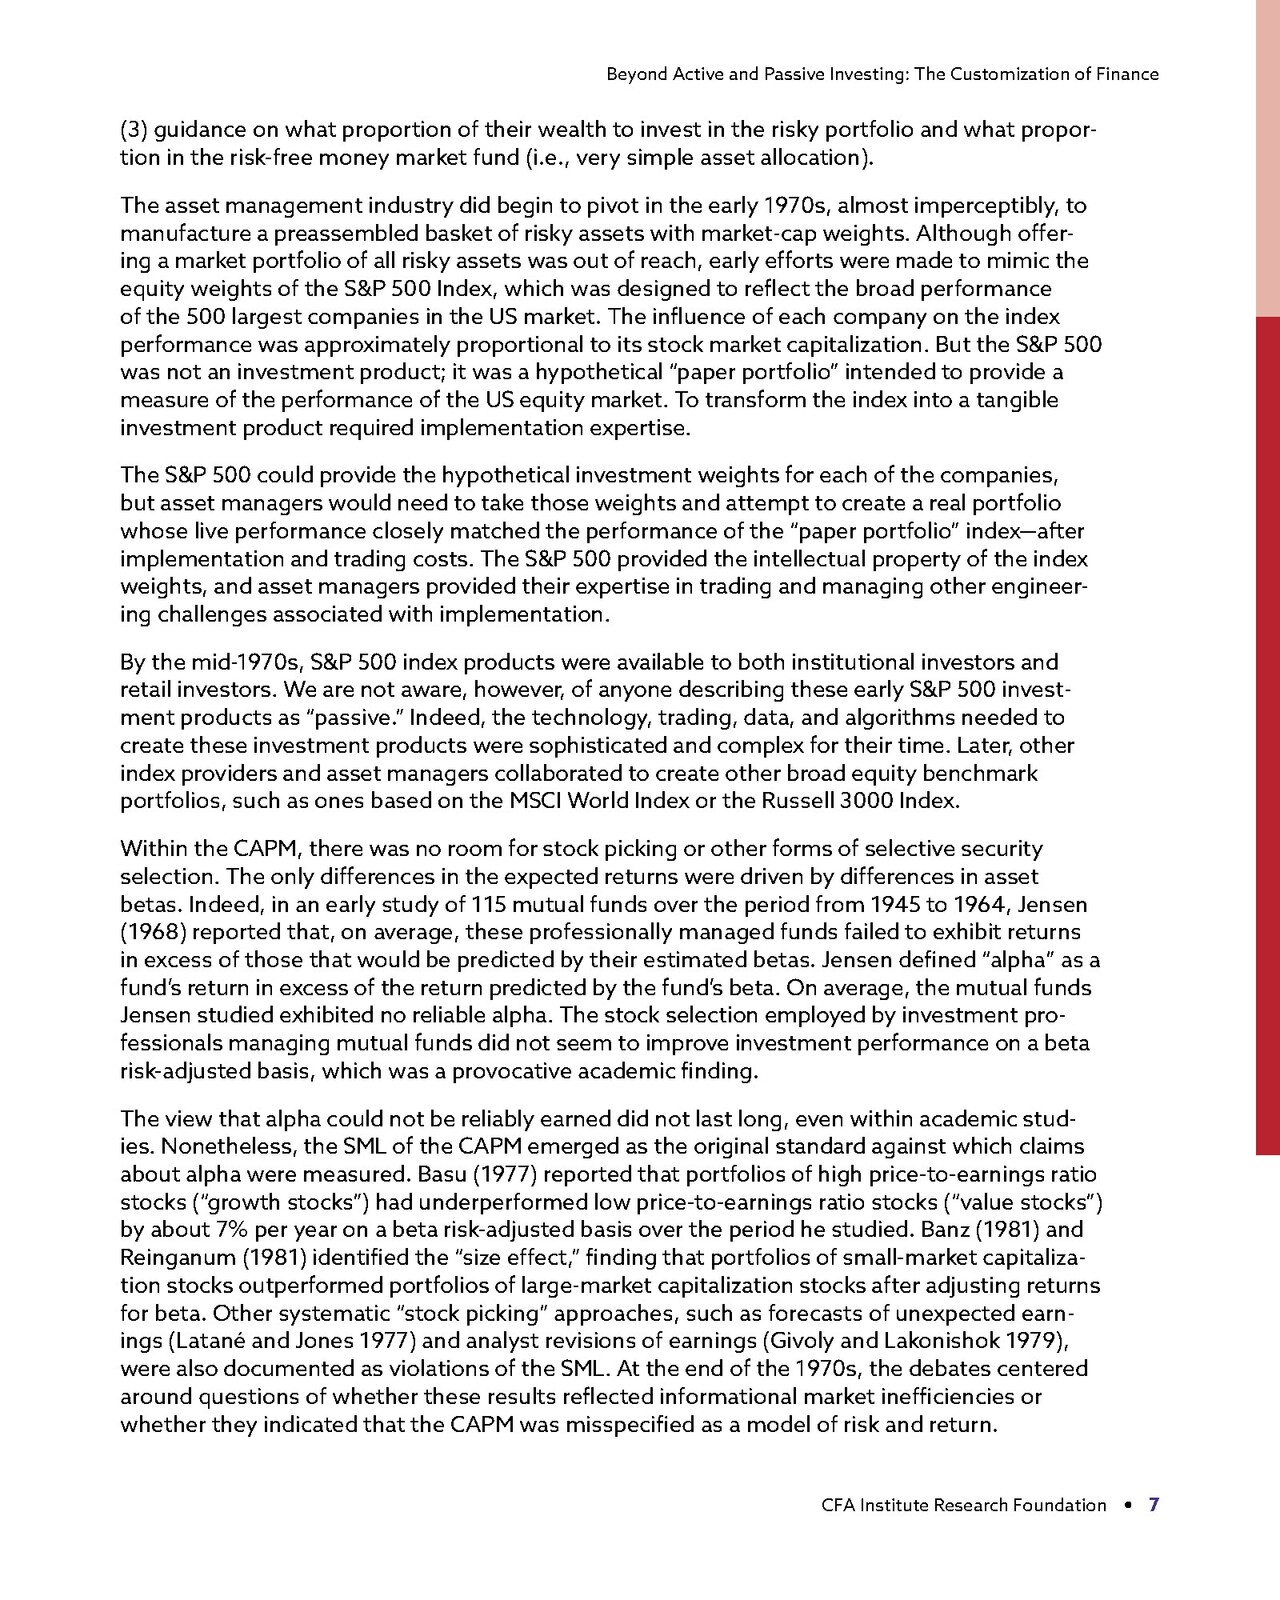 Beyond Active and Passive Investing: The Customization of Finance
(3) guidance on what proportion of their wealth to invest in the risky portfolio and what propor-
tion in the risk-free money market fund (i.e., very simple asset allocation).
The asset management industry did begin to pivot in the early 1970s, almost imperceptibly, to
manufacture a preassembled basket of risky assets with market-cap weights. Although offer-
ing a market portfolio of all risky assets was out of reach, early efforts were made to mimic the
equity weights of the S&P 500 Index, which was designed to reflect the broad performance
of the 500 largest companies in the US market. The influence of each company on the index
performance was approximately proportional to its stock market capitalization. But the S&P 500
was not an investment product; it was a hypothetical “paper portfolio” intended to provide a
measure of the performance of the US equity market. To transform the index into a tangible
investment product required implementation expertise.
The S&P 500 could provide the hypothetical investment weights for each of the companies,
but asset managers would need to take those weights and attempt to create a real portfolio
whose live performance closely matched the performance of the “paper portfolio” index—after
implementation and trading costs. The S&P 500 provided the intellectual property of the index
weights, and asset managers provided their expertise in trading and managing other engineer-
ing challenges associated with implementation.
By the mid-1970s, S&P 500 index products were available to both institutional investors and
retail investors. We are not aware, however, of anyone describing these early S&P 500 invest-
ment products as “passive.” Indeed, the technology, trading, data, and algorithms needed to
create these investment products were sophisticated and complex for their time. Later, other
index providers and asset managers collaborated to create other broad equity benchmark
portfolios, such as ones based on the MSCI World Index or the Russell 3000 Index.
Within the CAPM, there was no room for stock picking or other forms of selective security
selection. The only differences in the expected returns were driven by differences in asset
betas. Indeed, in an early study of 115 mutual funds over the period from 1945 to 1964, Jensen
(1968) reported that, on average, these professionally managed funds failed to exhibit returns
in excess of those that would be predicted by their estimated betas. Jensen defined “alpha” as a
fund’s return in excess of the return predicted by the fund’s beta. On average, the mutual funds
Jensen studied exhibited no reliable alpha. The stock selection employed by investment pro-
fessionals managing mutual funds did not seem to improve investment performance on a beta
risk-adjusted basis, which was a provocative academic finding.
The view that alpha could not be reliably earned did not last long, even within academic stud-
ies. Nonetheless, the SML of the CAPM emerged as the original standard against which claims
about alpha were measured. Basu (1977) reported that portfolios of high price-to-earnings ratio
stocks (“growth stocks”) had underperformed low price-to-earnings ratio stocks (“value stocks”)
by about 7% per year on a beta risk-adjusted basis over the period he studied. Banz (1981) and
Reinganum (1981) identified the “size effect,” finding that portfolios of small-market capitaliza-
tion stocks outperformed portfolios of large-market capitalization stocks after adjusting returns
for beta. Other systematic “stock picking” approaches, such as forecasts of unexpected earn-
ings (Latané and Jones 1977) and analyst revisions of earnings (Givoly and Lakonishok 1979),
were also documented as violations of the SML. At the end of the 1970s, the debates centered
around questions of whether these results reflected informational market inefficiencies or
whether they indicated that the CAPM was misspecified as a model of risk and return.
CFA Institute Research Foundation • 7